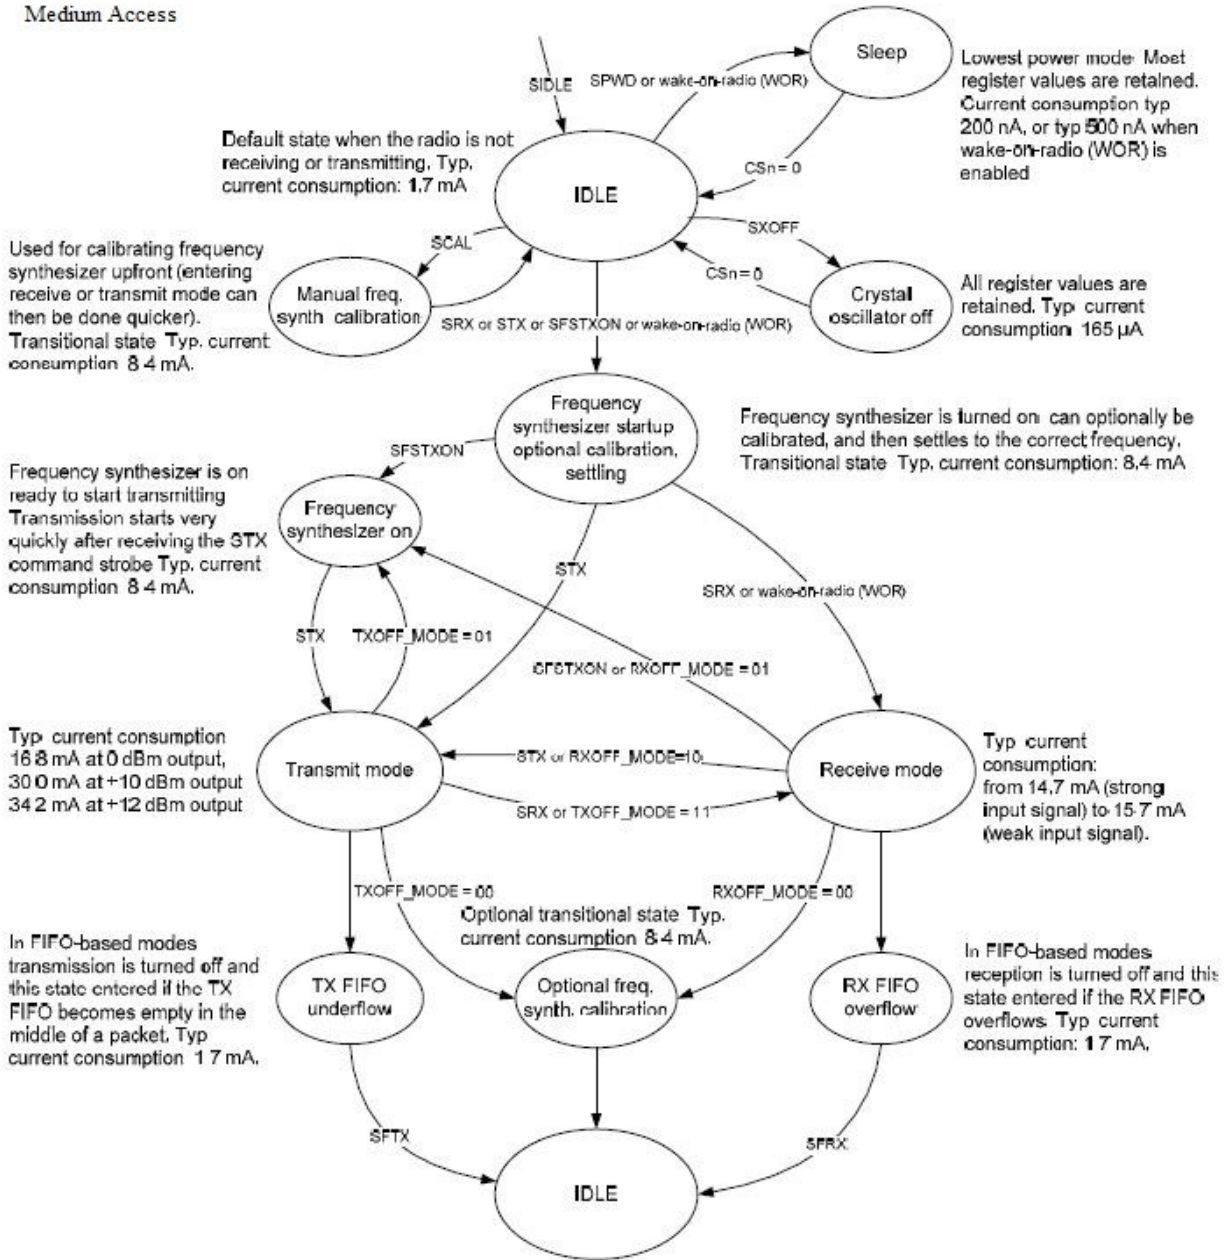 Medium Access
Sleep
Lowest power mode. Most
register values are retained.
Current consumption typ
200 nA, or typ 500 nA when
wake-on-radio (WOR) is
enabled
SIDLE
SPWD or wake-on-radio (WOR)
Default state when the radio is not
receiving or transmitting. Typ.
current consumption: 1.7 mA
CSn = 0
IDLE
SXOFF
SCAL
CSn = 0
Used for calibrating frequency
synthesizer upfront (entering
receive or transmit mode can
then be done quicker).
Transitional state Typ. current
consumption 8.4 mA.
Manual freq.
synth calibration
SRX or STX or SFSTXON or wake-on-radio (WOR)
Crystal
oscillator off
All register values are
retained. Typ current
consumption 165 µA
Frequency
synthesizer startup
optional calibration,
settling
Frequency synthesizer is turned on can optionally be
calibrated, and then settles to the correct frequency.
Transitional state Typ. current consumption: 8.4 mA
SFSTXON
Frequency synthesizer is on
ready to start transmitting
Transmission starts very
quickly after receiving the STX
command strobe Typ. current
consumption 8.4 mA.
Frequency
synthesizer on
STX
SRX or wake-on-radio (WOR)
STX
TXOFF_MODE = 01
SFSTXON or RXOFF_MODE = 01
Typ current consumption
16.8 mA at 0 dBm output,
30.0 mA at +10 dBm output
34.2 mA at +12 dBm output
Transmit mode
STX or RXOFF_MODE=10
SRX or TXOFF_MODE = 11
Receive mode
Typ current
consumption:
from 14.7 mA (strong
input signal) to 15.7 mA
(weak input signal).
TXOFF_MODE = 00
RXOFF_MODE = 00
Optional transitional state Typ.
current consumption 8.4 mA.
In FIFO-based modes
transmission is turned off and
this state entered if the TX
FIFO becomes empty in the
middle of a packet. Typ
current consumption 1.7 mA.
TX FIFO
underflow
Optional freq.
synth. calibration
RX FIFO
overflow
In FIFO-based modes
reception is turned off and this
state entered if the RX FIFO
overflows. Typ current
consumption: 1.7 mA.
SFTX
SFRX
IDLE